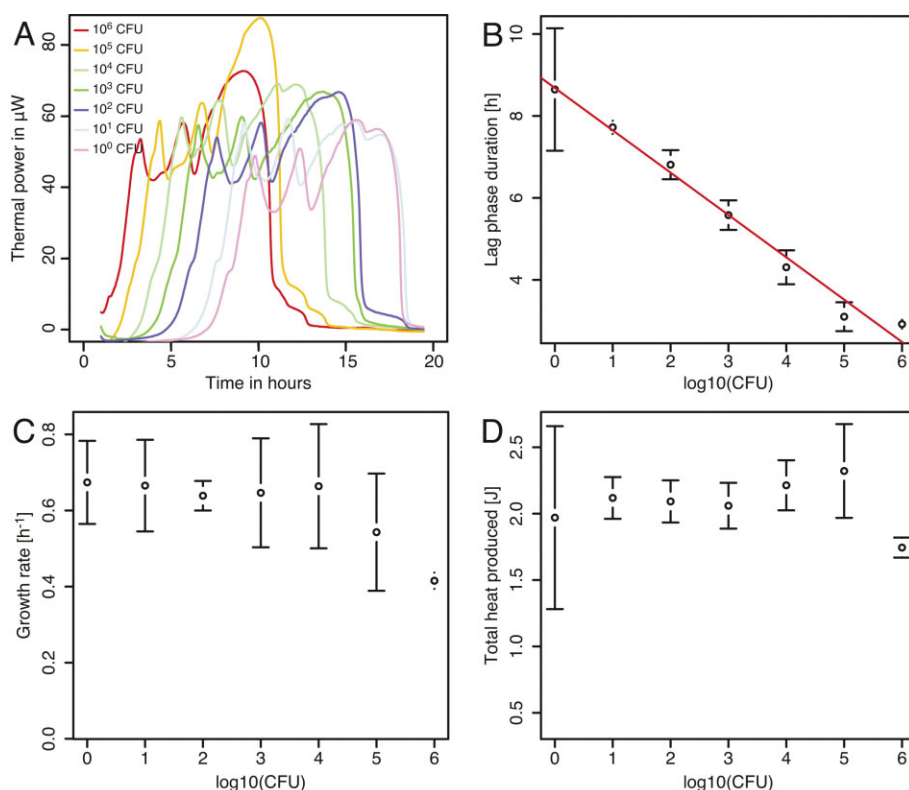 A
Thermal power in µW
80
60
40
20
0
10⁶ CFU
10⁵ CFU
10⁴ CFU
10³ CFU
10² CFU
10¹ CFU
10⁰ CFU
0 5 10 15 20
Time in hours
B
Lag phase duration [h]
10
8
6
4
0 1 2 3 4 5 6
log10(CFU)
C
Growth rate [h⁻¹]
0.8
0.6
0.4
0.2
0.0
0 1 2 3 4 5 6
log10(CFU)
D
Total heat produced [J]
2.5
2.0
1.5
1.0
0.5
0 1 2 3 4 5 6
log10(CFU)